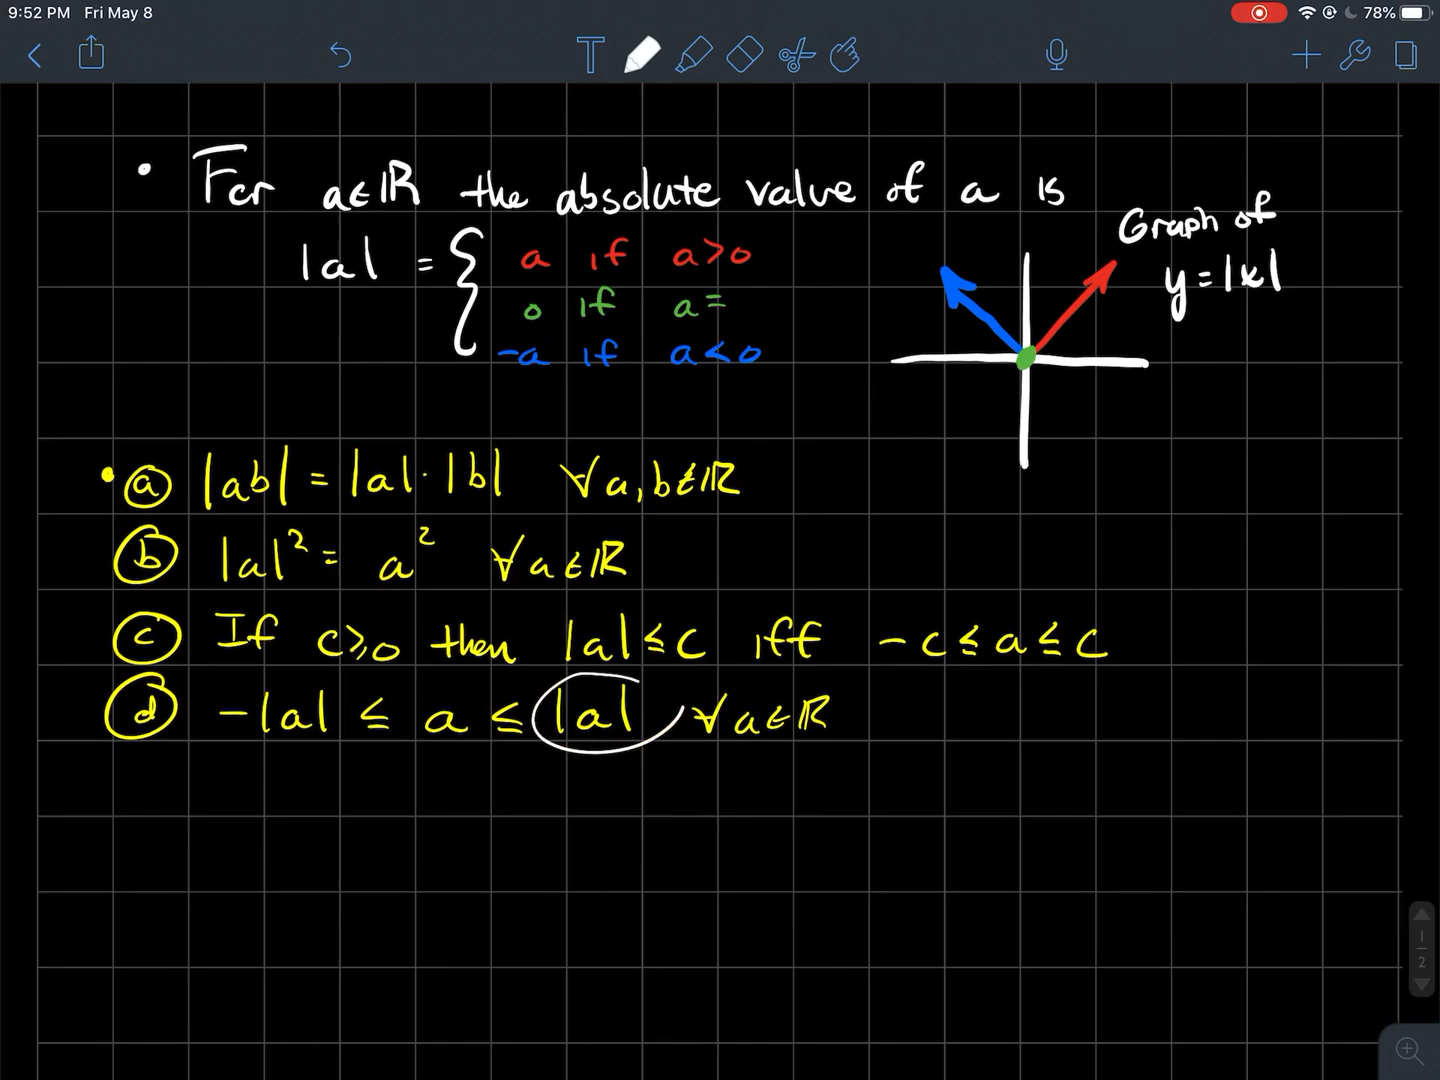 9:52 PM Fri May 8
78%
T
• For a∈ℝ the absolute value of a is
|a| = {
a if a>0
0 if a=
-a if a<0
Graph of
y=|x|
• ⓐ |ab| = |a|·|b| ∀a,b∈ℝ
ⓑ |a|² = a² ∀a∈ℝ
ⓒ If c≥0 then |a|≤c iff -c≤a≤c
ⓓ -|a| ≤ a ≤ |a| ∀a∈ℝ
1
2